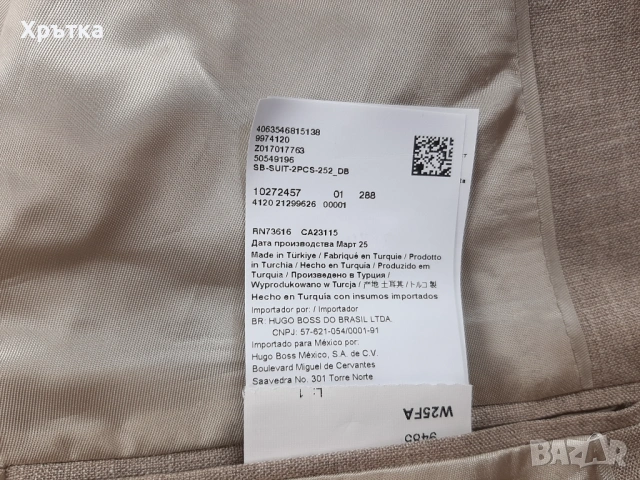 Хрътка
4063546815138
9974120
Z017017763
50549196
SB-SUIT-2PCS-252_DB
10272457 01 288
4120 21299626 00001
RN73616 CA23115
Дата производства Март 25
Made in Türkiye / Fabriqué en Turquie / Prodotto
in Turchia / Hecho en Turquia / Produzido em
Turquia / Произведено в Турция /
Wyprodukowano w Turcja / 产地 土耳其 / トルコ 製
Hecho en Turquia con insumos importados
Importador por: / Importador
BR: HUGO BOSS DO BRASIL LTDA.
CNPJ: 57-621-054/0001-91
Importado para México por:
Hugo Boss México, S.A. de C.V.
Boulevard Miguel de Cervantes
Saavedra No. 301 Torre Norte
L: 1
W25FA
BAZAR